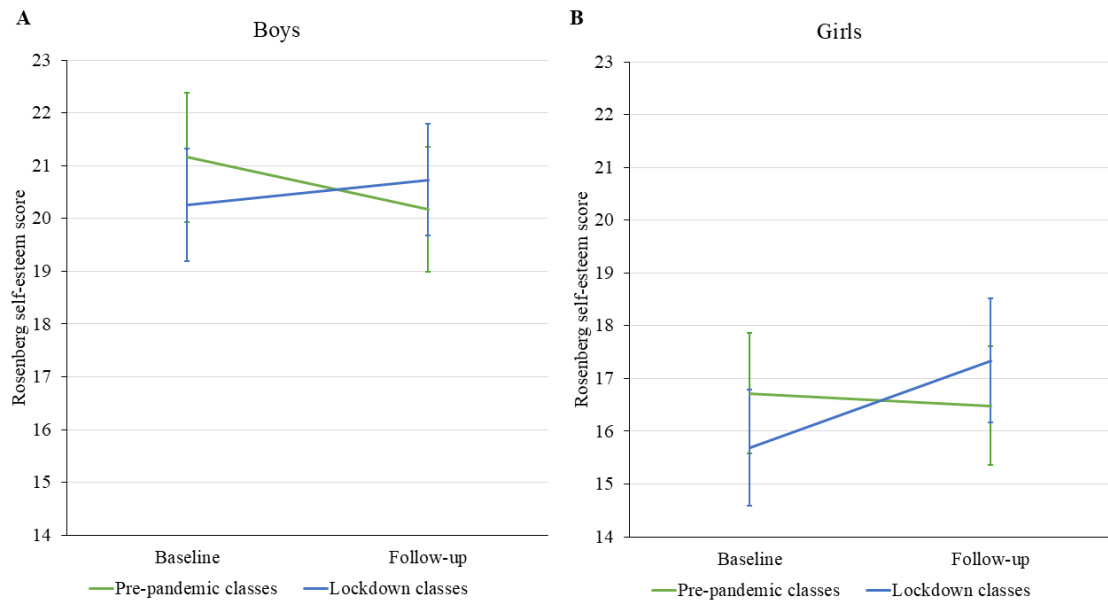 A
Boys
Rosenberg self-esteem score
23
22
21
20
19
18
17
16
15
14
Baseline Follow-up
Pre-pandemic classes Lockdown classes
B
Girls
Rosenberg self-esteem score
23
22
21
20
19
18
17
16
15
14
Baseline Follow-up
Pre-pandemic classes Lockdown classes